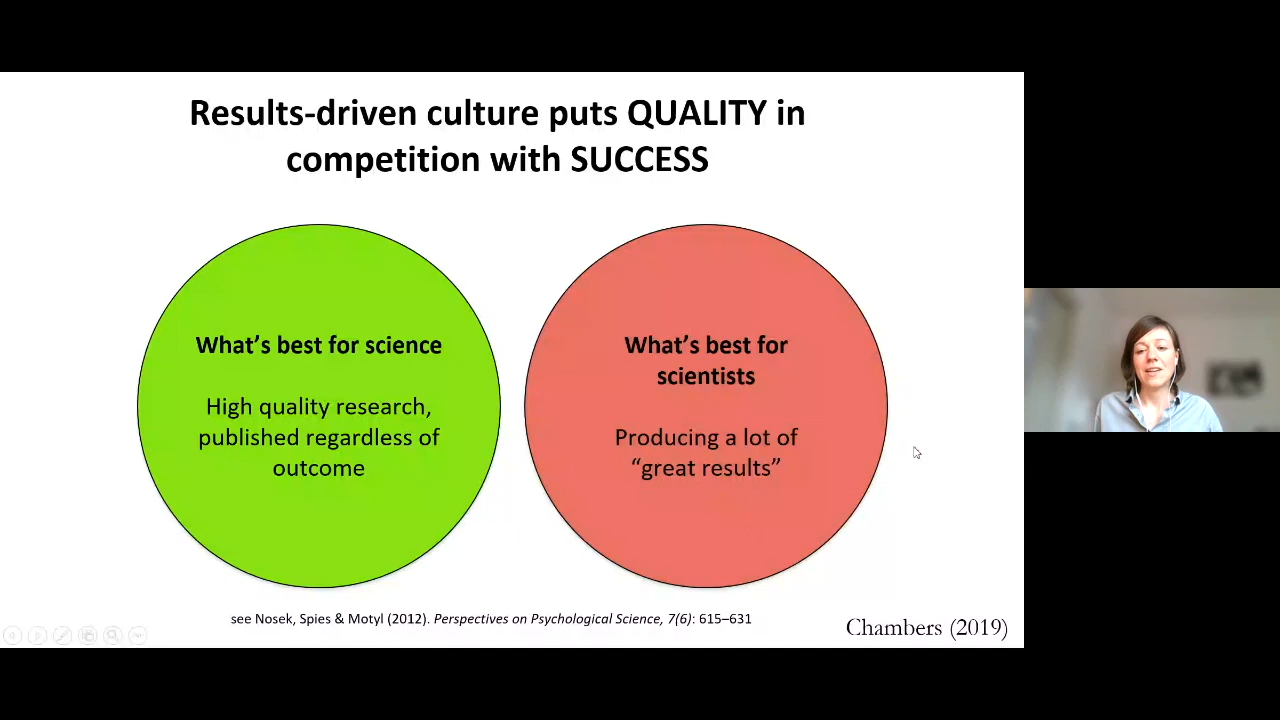 Results-driven culture puts QUALITY in
competition with SUCCESS
What’s best for science
High quality research,
published regardless of
outcome
What’s best for
scientists
Producing a lot of
“great results”
see Nosek, Spies & Motyl (2012). Perspectives on Psychological Science, 7(6): 615–631
Chambers (2019)